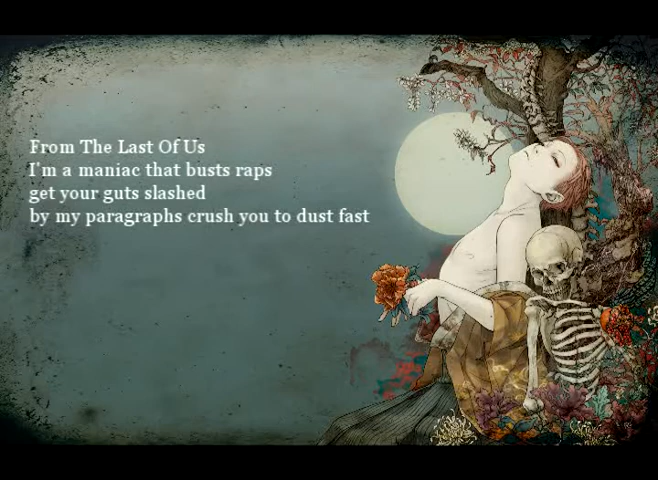 From The Last Of Us
I'm a maniac that busts raps
get your guts slashed
by my paragraphs crush you to dust fast